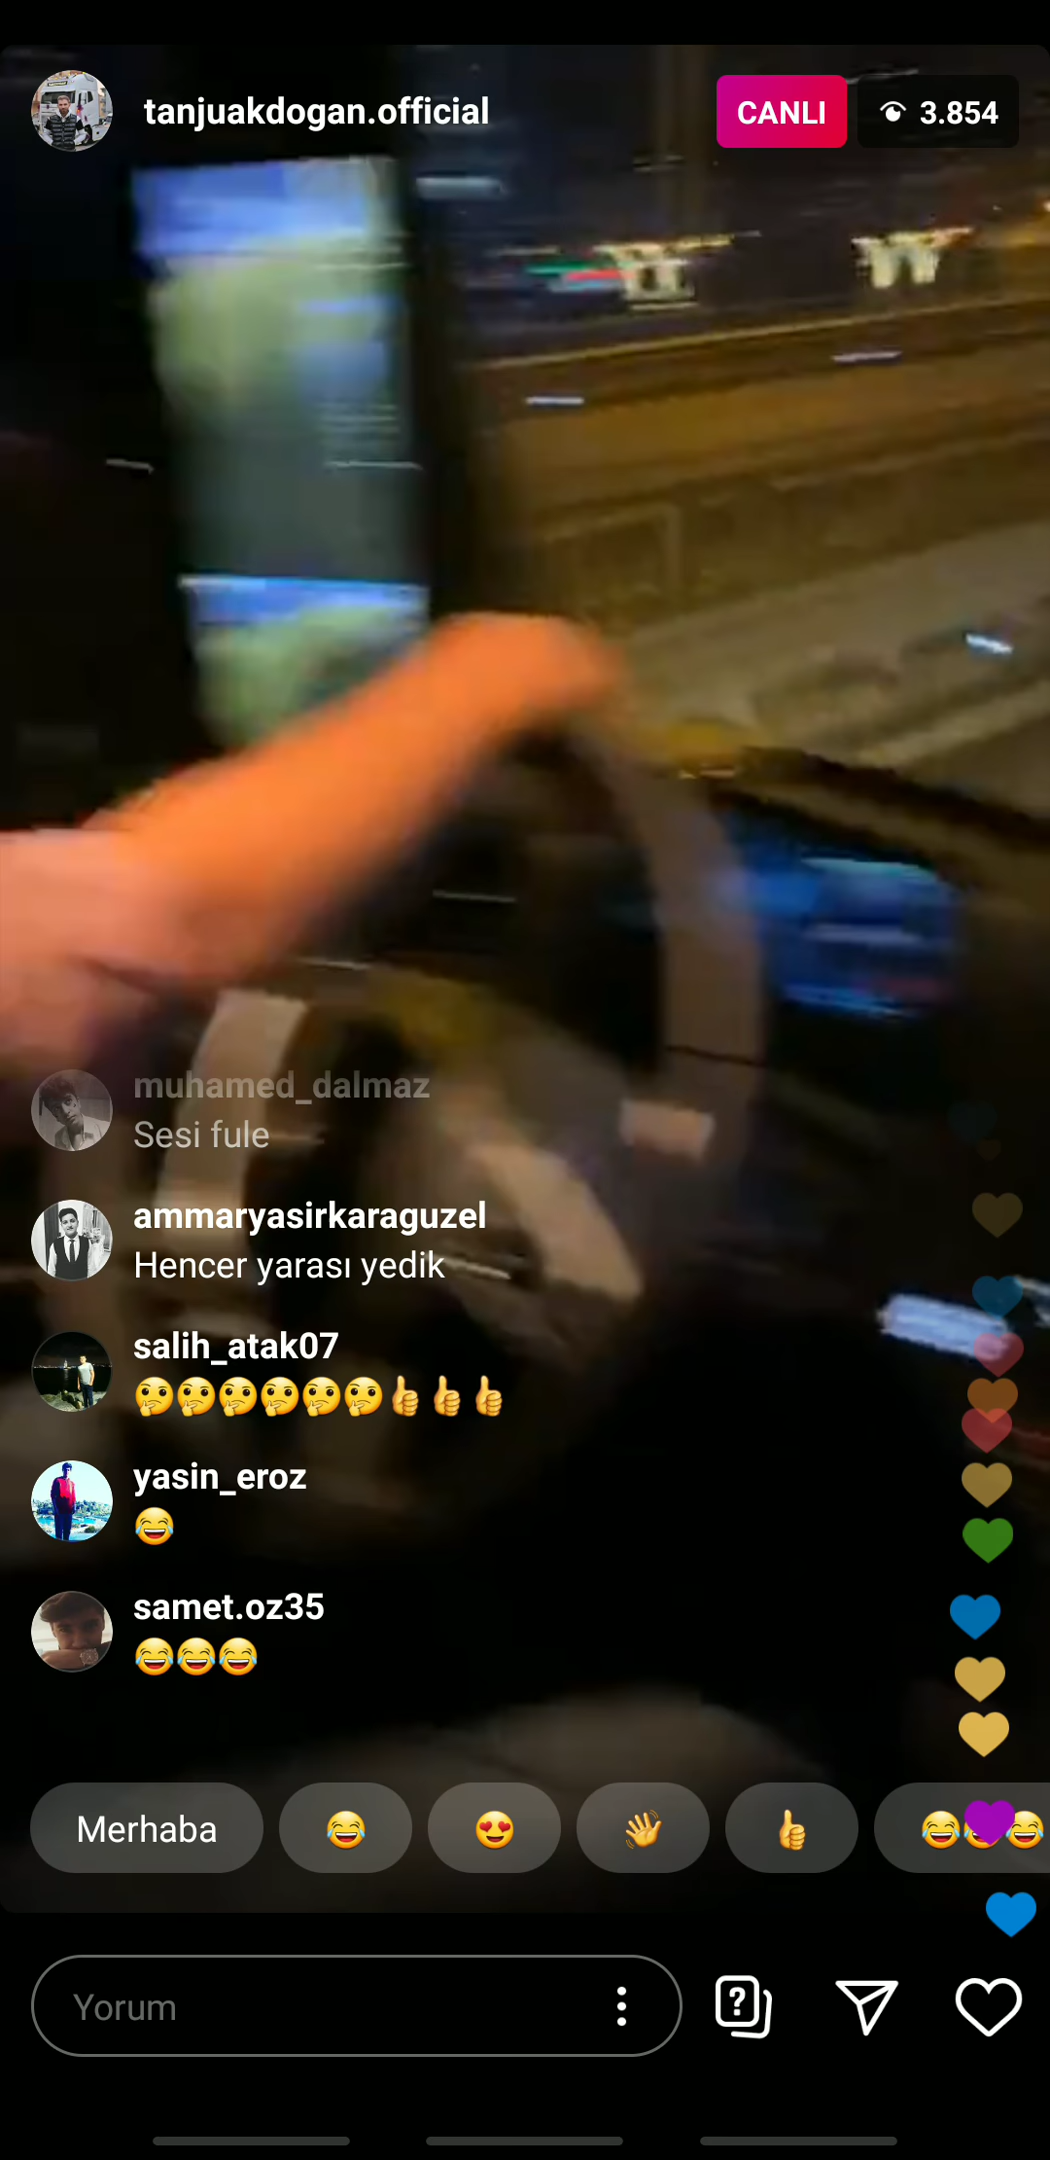 tanjuakdogan.official
CANLI
3.854
muhamed_dalmaz
Sesi fule
ammaryasirkaraguzel
Hencer yarası yedik
salih_atak07
🤔🤔🤔🤔🤔🤔👍👍👍
yasin_eroz
😂
samet.oz35
😂😂😂
Merhaba
Yorum